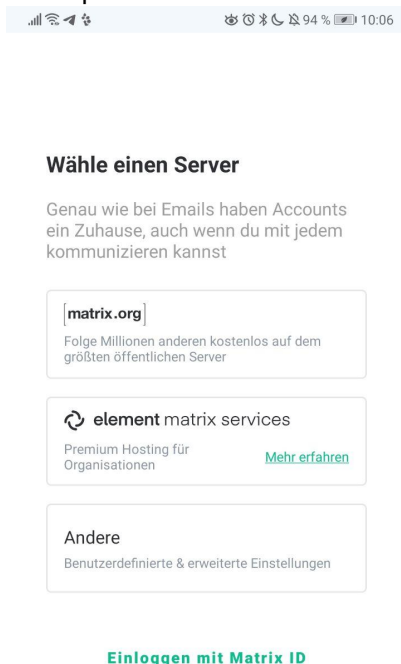 94 % 10:06
Wähle einen Server
Genau wie bei Emails haben Accounts
ein Zuhause, auch wenn du mit jedem
kommunizieren kannst
[matrix.org]
Folge Millionen anderen kostenlos auf dem
größten öffentlichen Server
element matrix services
Premium Hosting für
Organisationen
Mehr erfahren
Andere
Benutzerdefinierte & erweiterte Einstellungen
Einloggen mit Matrix ID